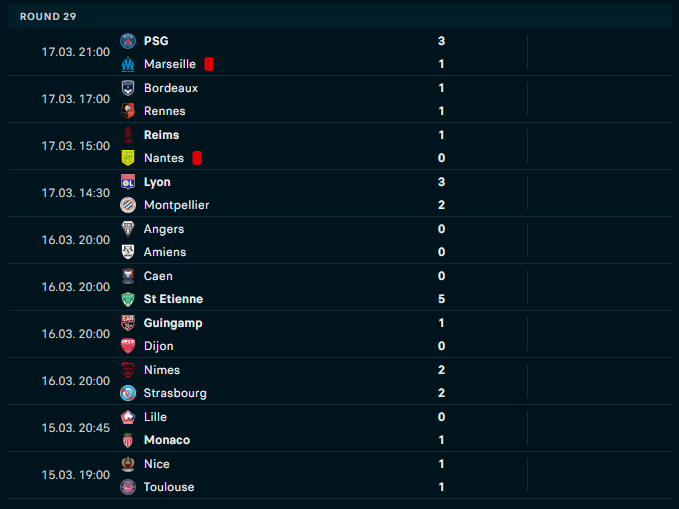 ROUND 29
17.03. 21:00 PSG 3
Marseille 1
17.03. 17:00 Bordeaux 1
Rennes 1
17.03. 15:00 Reims 1
Nantes 0
17.03. 14:30 Lyon 3
Montpellier 2
16.03. 20:00 Angers 0
Amiens 0
16.03. 20:00 Caen 0
St Etienne 5
16.03. 20:00 Guingamp 1
Dijon 0
16.03. 20:00 Nimes 2
Strasbourg 2
15.03. 20:45 Lille 0
Monaco 1
15.03. 19:00 Nice 1
Toulouse 1